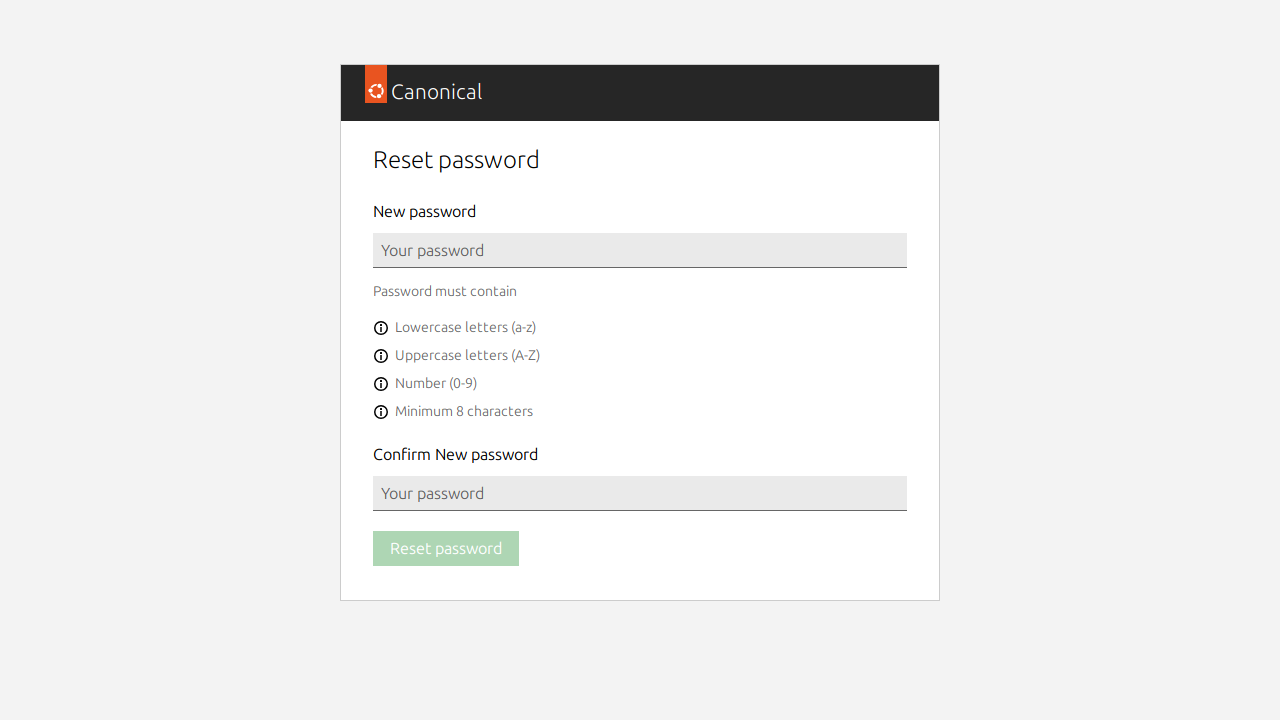 Canonical
Reset password
New password
Your password
Password must contain
Lowercase letters (a-z)
Uppercase letters (A-Z)
Number (0-9)
Minimum 8 characters
Confirm New password
Your password
Reset password